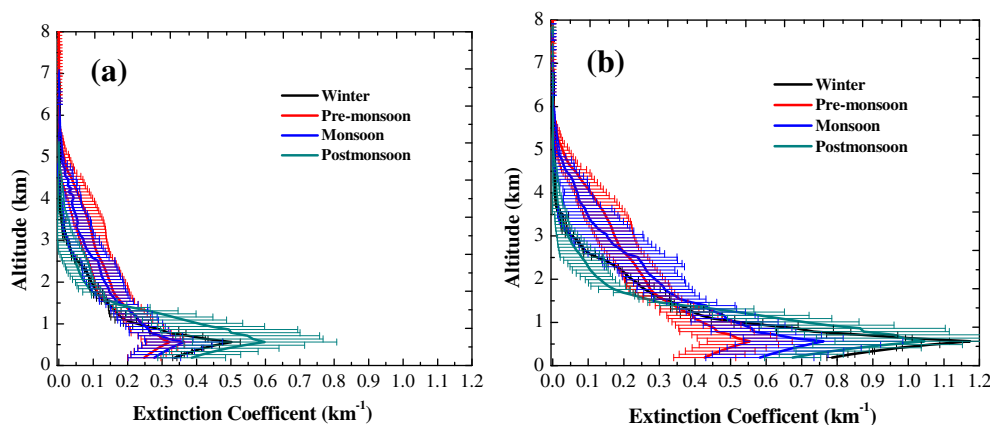 (a)
Winter
Pre-monsoon
Monsoon
Postmonsoon
8
7
6
5
4
3
2
1
0
Altitude (km)
0.0 0.1 0.2 0.3 0.4 0.5 0.6 0.7 0.8 0.9 1.0 1.1 1.2
Extinction Coefficent (km-1)
(b)
Winter
Pre-monsoon
Monsoon
Postmonsoon
8
7
6
5
4
3
2
1
0
Altitude (km)
0.0 0.1 0.2 0.3 0.4 0.5 0.6 0.7 0.8 0.9 1.0 1.1 1.2
Extinction Coefficent (km-1)